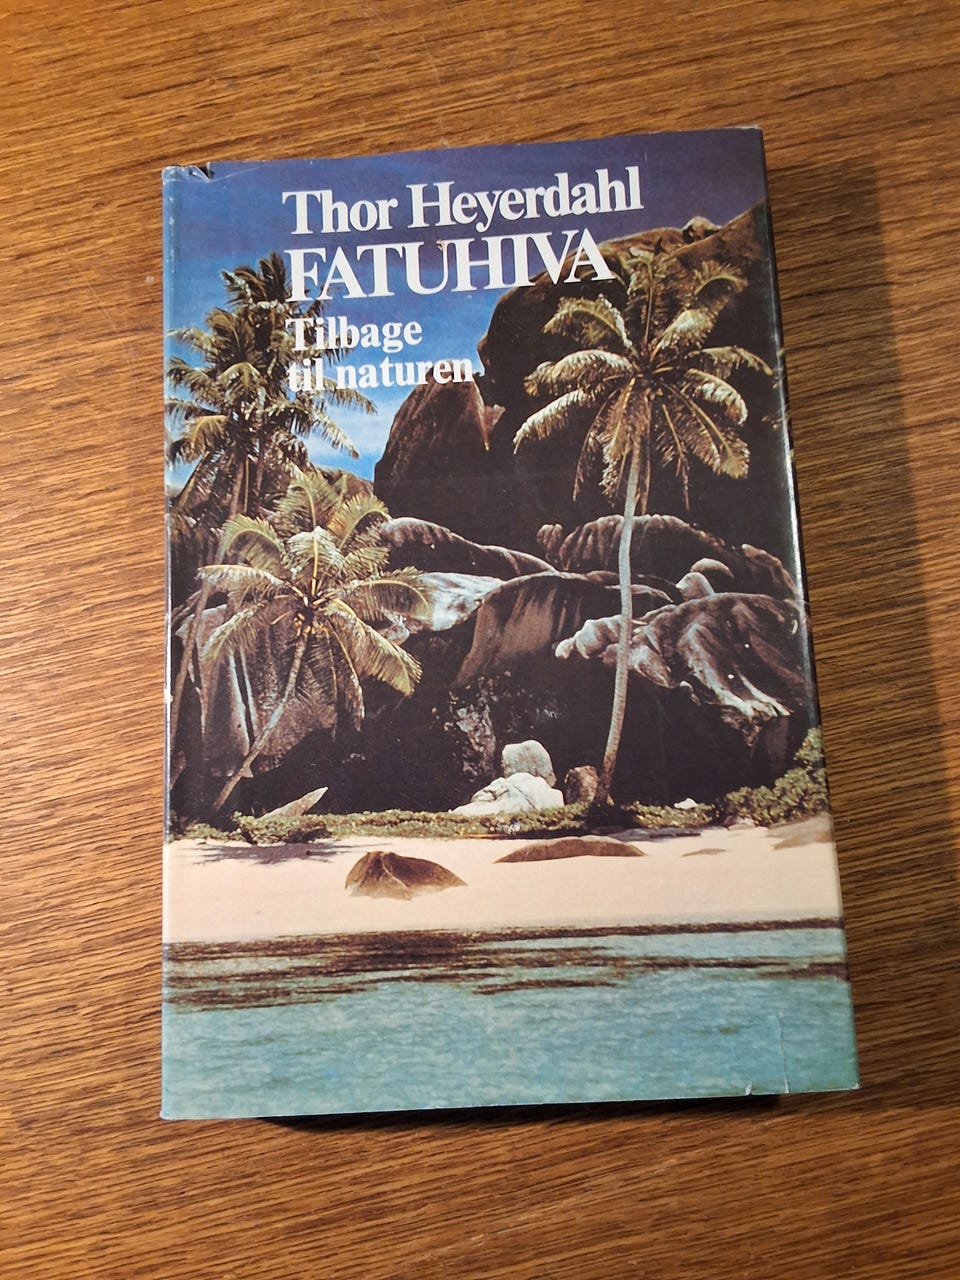 Thor Heyerdahl
FATUHIVA
Tilbage
til naturen